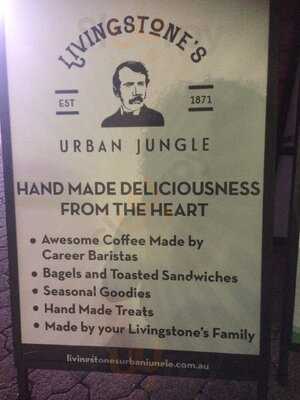 LIVINGSTONE'S
EST 1871
URBAN JUNGLE
HAND MADE DELICIOUSNESS
FROM THE HEART
• Awesome Coffee Made by
Career Baristas
• Bagels and Toasted Sandwiches
• Seasonal Goodies
• Hand Made Treats
• Made by your Livingstone's Family
livingstonesurbanjungle.com.au